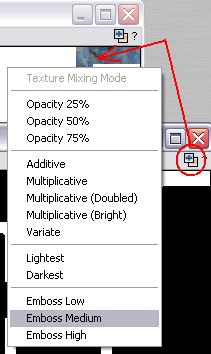 ?
Texture Mixing Mode
Opacity 25%
Opacity 50%
Opacity 75%
Additive
Multiplicative
Multiplicative (Doubled)
Multiplicative (Bright)
Variate
Lightest
Darkest
Emboss Low
Emboss Medium
Emboss High